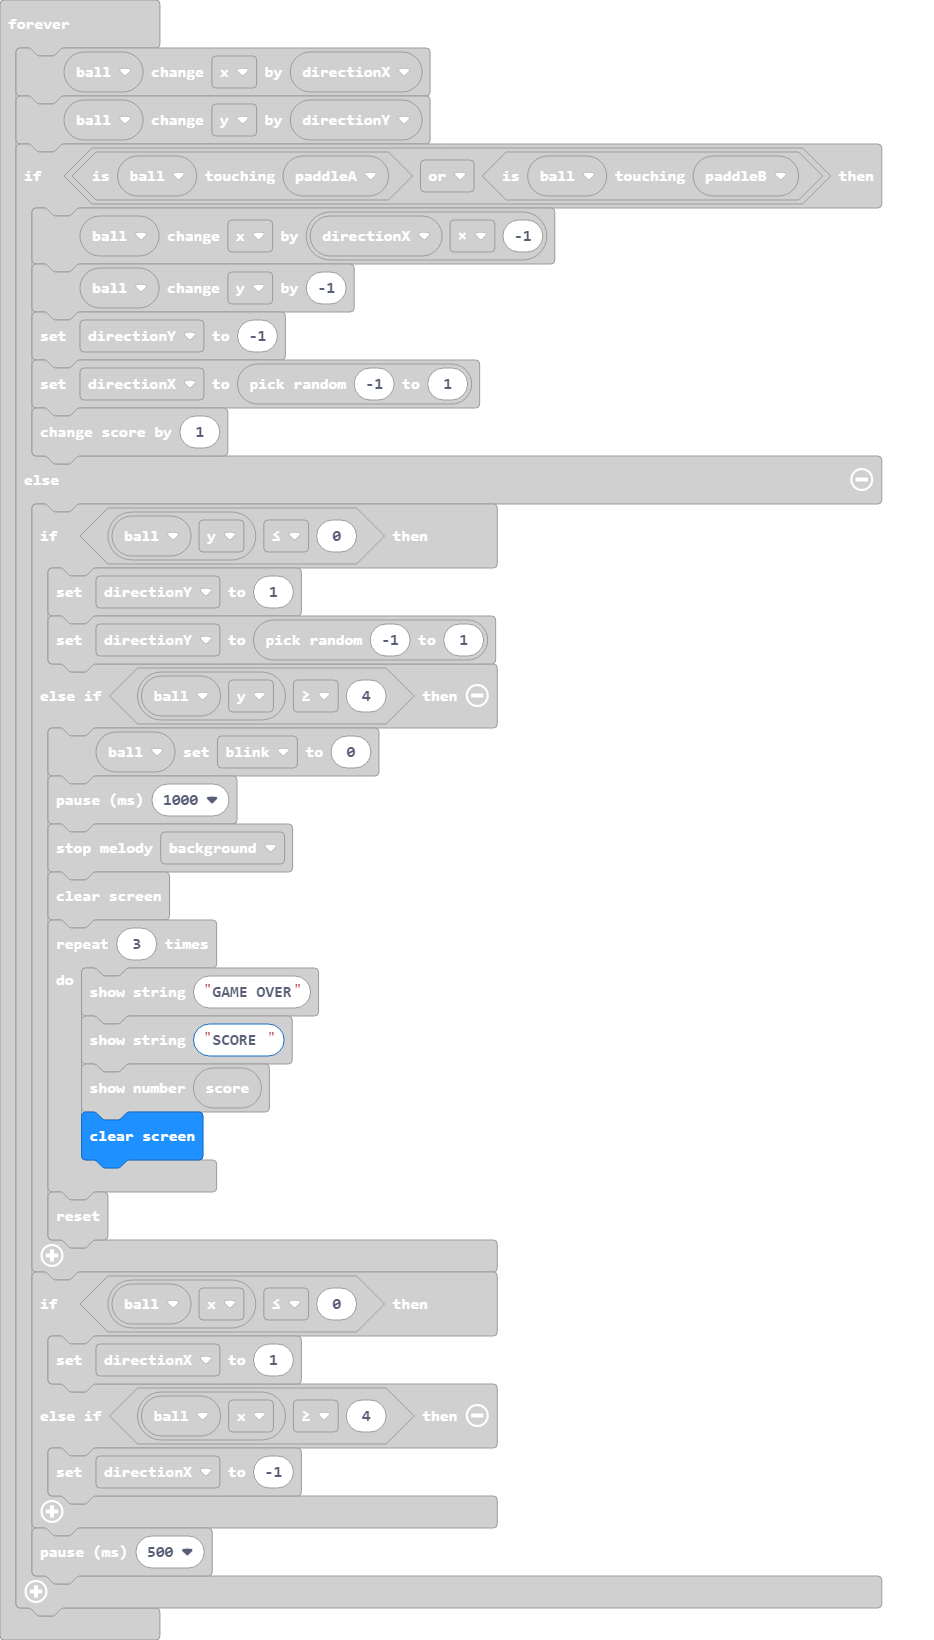 forever
ball change x by directionX
ball change y by directionY
if is ball touching paddleA or is ball touching paddleB then
ball change x by directionX × -1
ball change y by -1
set directionY to -1
set directionX to pick random -1 to 1
change score by 1
else
if ball y ≤ 0 then
set directionY to 1
set directionY to pick random -1 to 1
else if ball y ≥ 4 then
ball set blink to 0
pause (ms) 1000
stop melody background
clear screen
repeat 3 times
do
show string "GAME OVER"
show string "SCORE "
show number score
clear screen
reset
if ball x ≤ 0 then
set directionX to 1
else if ball x ≥ 4 then
set directionX to -1
pause (ms) 500